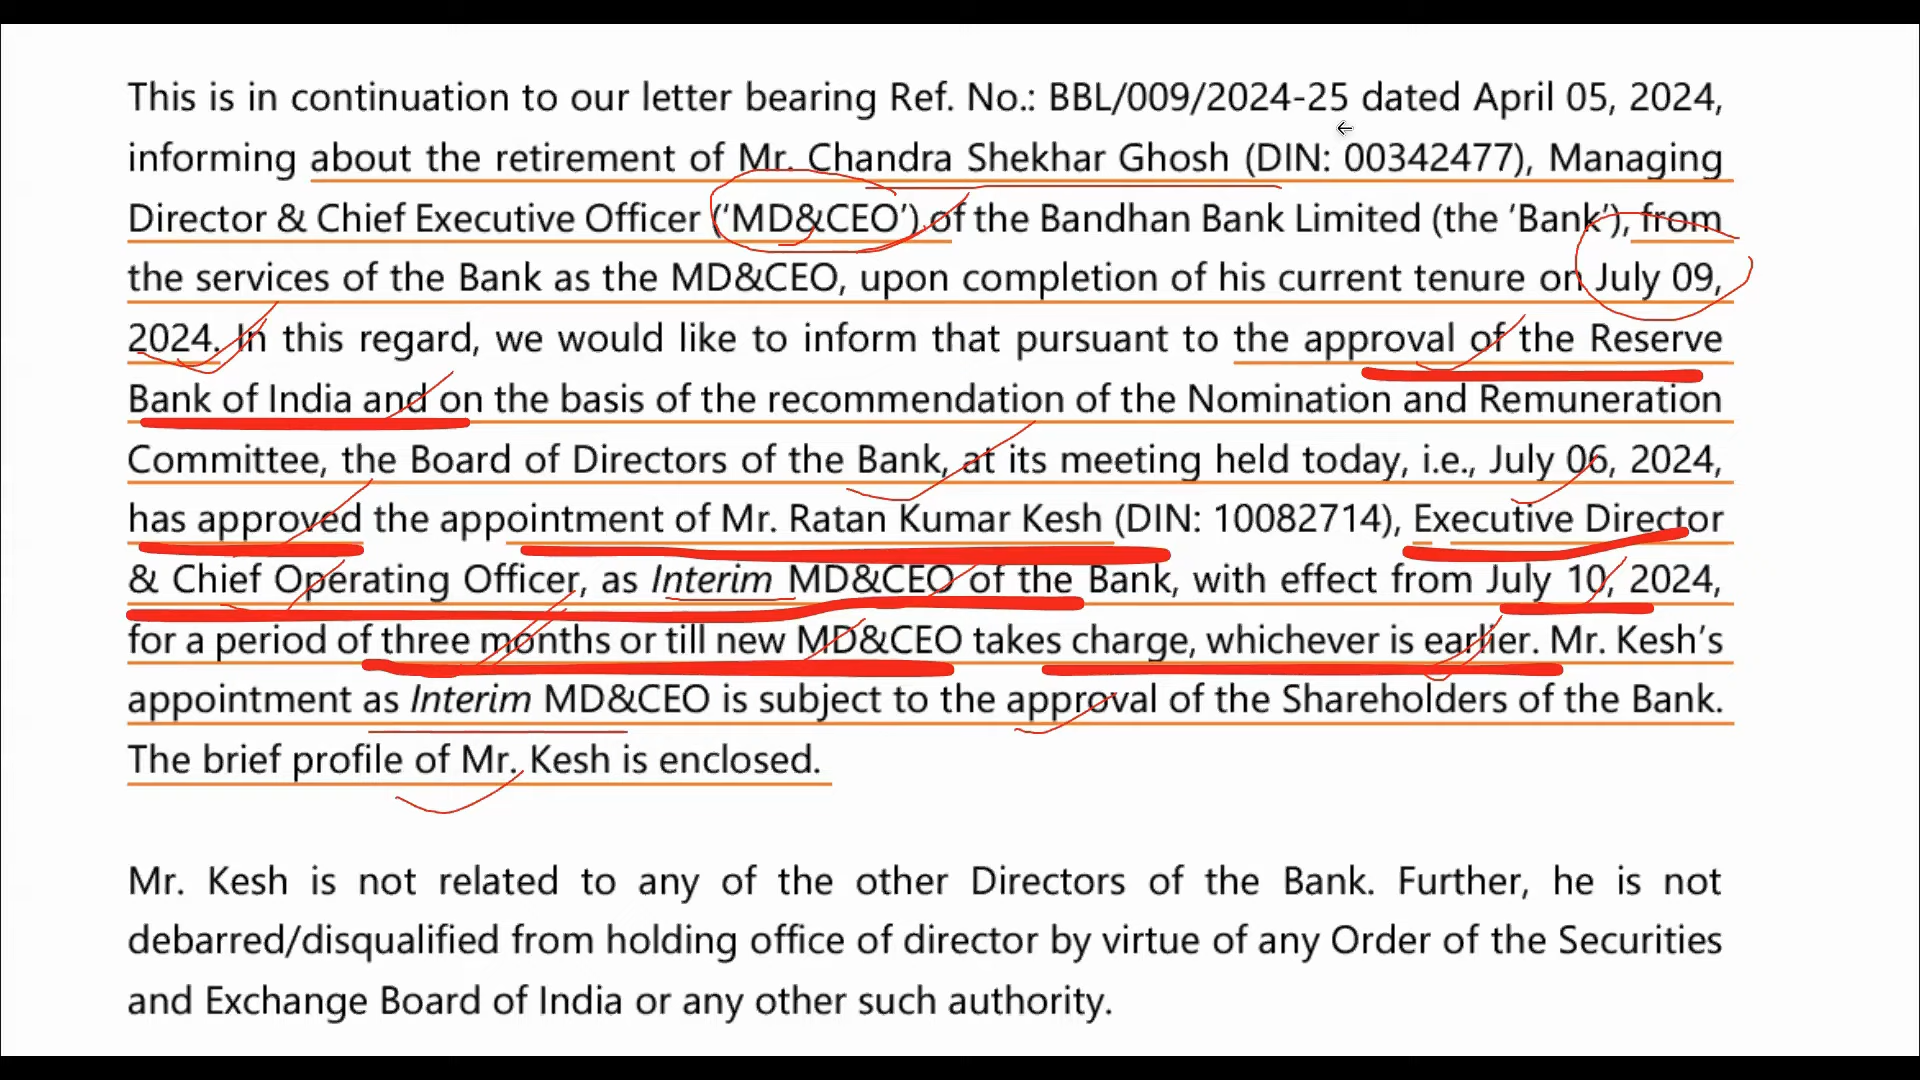 This is in continuation to our letter bearing Ref. No.: BBL/009/2024-25 dated April 05, 2024,
informing about the retirement of Mr. Chandra Shekhar Ghosh (DIN: 00342477), Managing
Director & Chief Executive Officer (‘MD&CEO’) of the Bandhan Bank Limited (the ‘Bank’), from
the services of the Bank as the MD&CEO, upon completion of his current tenure on July 09,
2024. In this regard, we would like to inform that pursuant to the approval of the Reserve
Bank of India and on the basis of the recommendation of the Nomination and Remuneration
Committee, the Board of Directors of the Bank, at its meeting held today, i.e., July 06, 2024,
has approved the appointment of Mr. Ratan Kumar Kesh (DIN: 10082714), Executive Director
& Chief Operating Officer, as Interim MD&CEO of the Bank, with effect from July 10, 2024,
for a period of three months or till new MD&CEO takes charge, whichever is earlier. Mr. Kesh’s
appointment as Interim MD&CEO is subject to the approval of the Shareholders of the Bank.
The brief profile of Mr. Kesh is enclosed.
Mr. Kesh is not related to any of the other Directors of the Bank. Further, he is not
debarred/disqualified from holding office of director by virtue of any Order of the Securities
and Exchange Board of India or any other such authority.